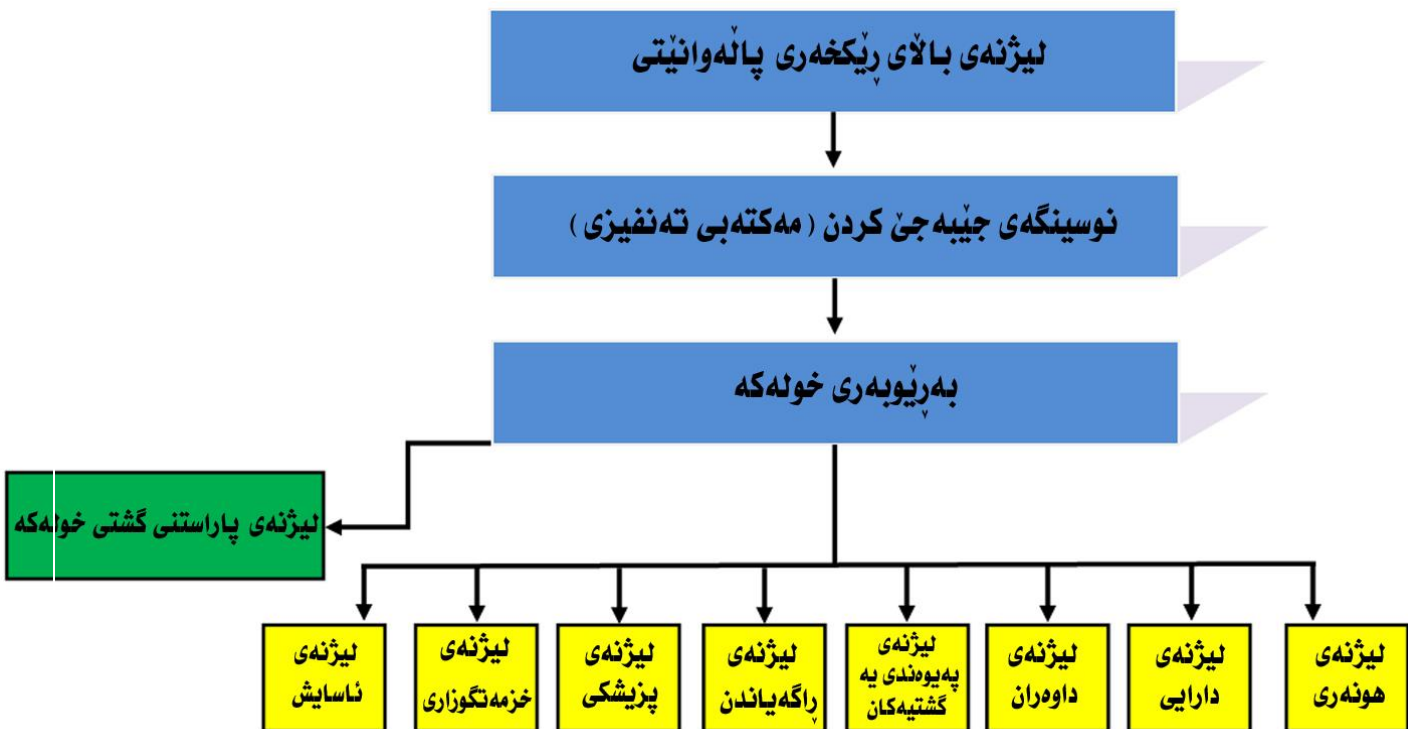 لیژنەی باڵای ڕێکخەری پاڵەوانێتی
نوسینگەی جێبەجێ کردن ( مەکتەبی تەنفیزی )
بەڕێوبەری خولەکە
لیژنەی پاراستنی گشتی خولەکە
لیژنەی
هونەری
لیژنەی
دارایی
لیژنەی
داوەران
لیژنەی
پەیوەندی یە
گشتیەکان
لیژنەی
ڕاگەیاندن
لیژنەی
پزیشکی
لیژنەی
خزمەتگوزاری
لیژنەی
ئاسایش